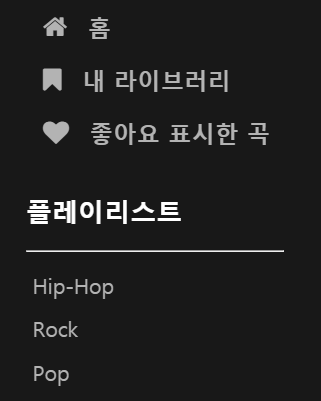 홈
내 라이브러리
좋아요 표시한 곡
플레이리스트
Hip-Hop
Rock
Pop